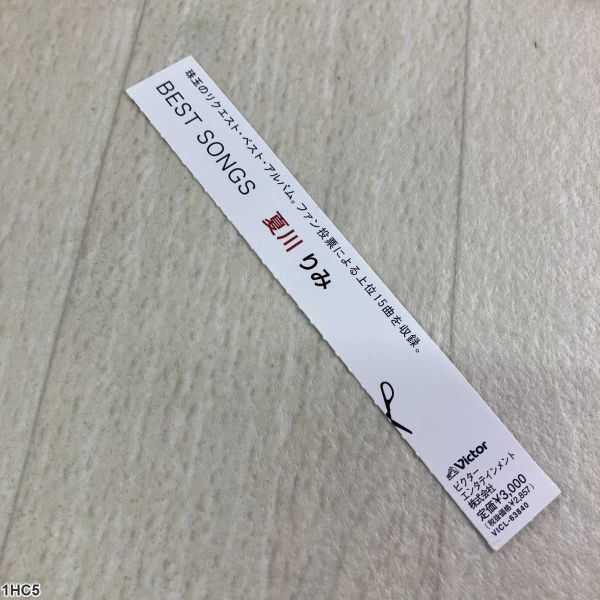 珠玉のリクエスト・ベスト・アルバム。ファン投票による上位15曲を収録。
BEST SONGS 夏川りみ
Victor
ビクター
エンタテインメント
株式会社
定価¥3,000
(税抜価格¥2,857)
VICL-63840
1HC5